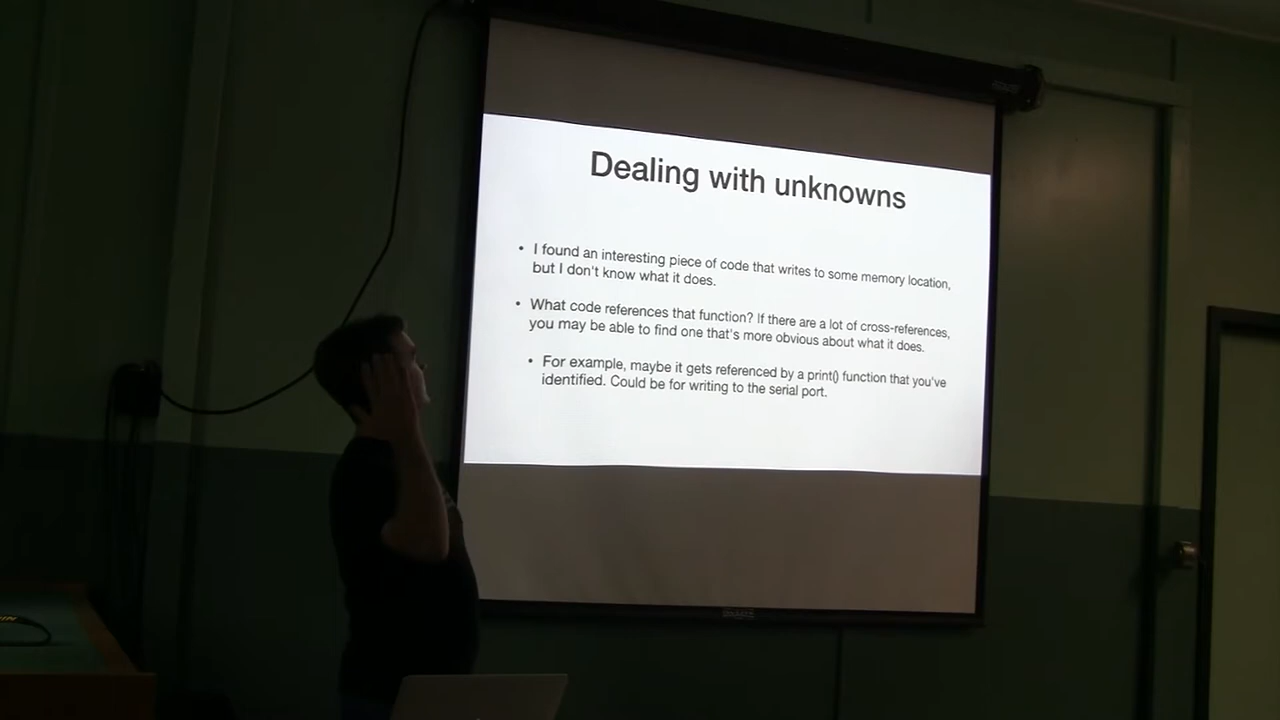 Dealing with unknowns
• I found an interesting piece of code that writes to some memory location,
but I don't know what it does.
• What code references that function? If there are a lot of cross-references,
you may be able to find one that's more obvious about what it does.
• For example, maybe it gets referenced by a print() function that you've
identified. Could be for writing to the serial port.